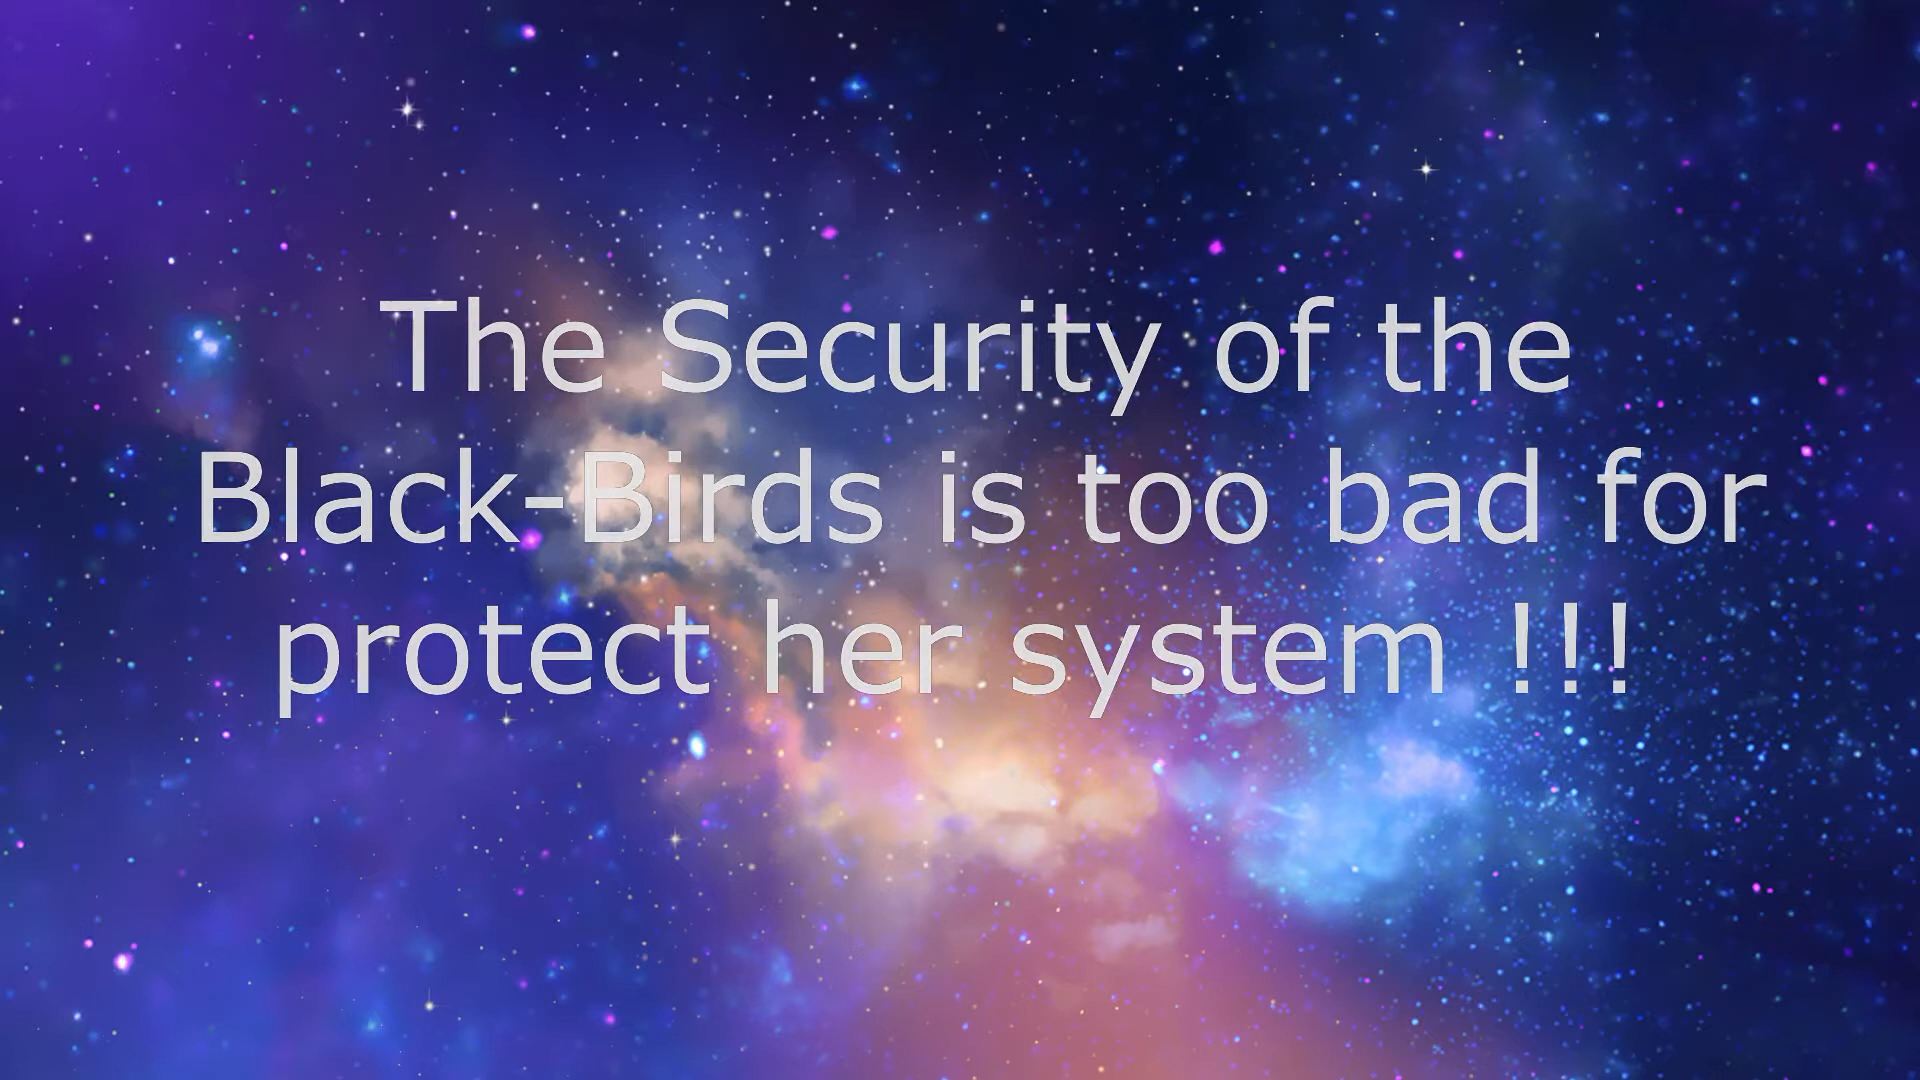 The Security of the
Black-Birds is too bad for
protect her system !!!